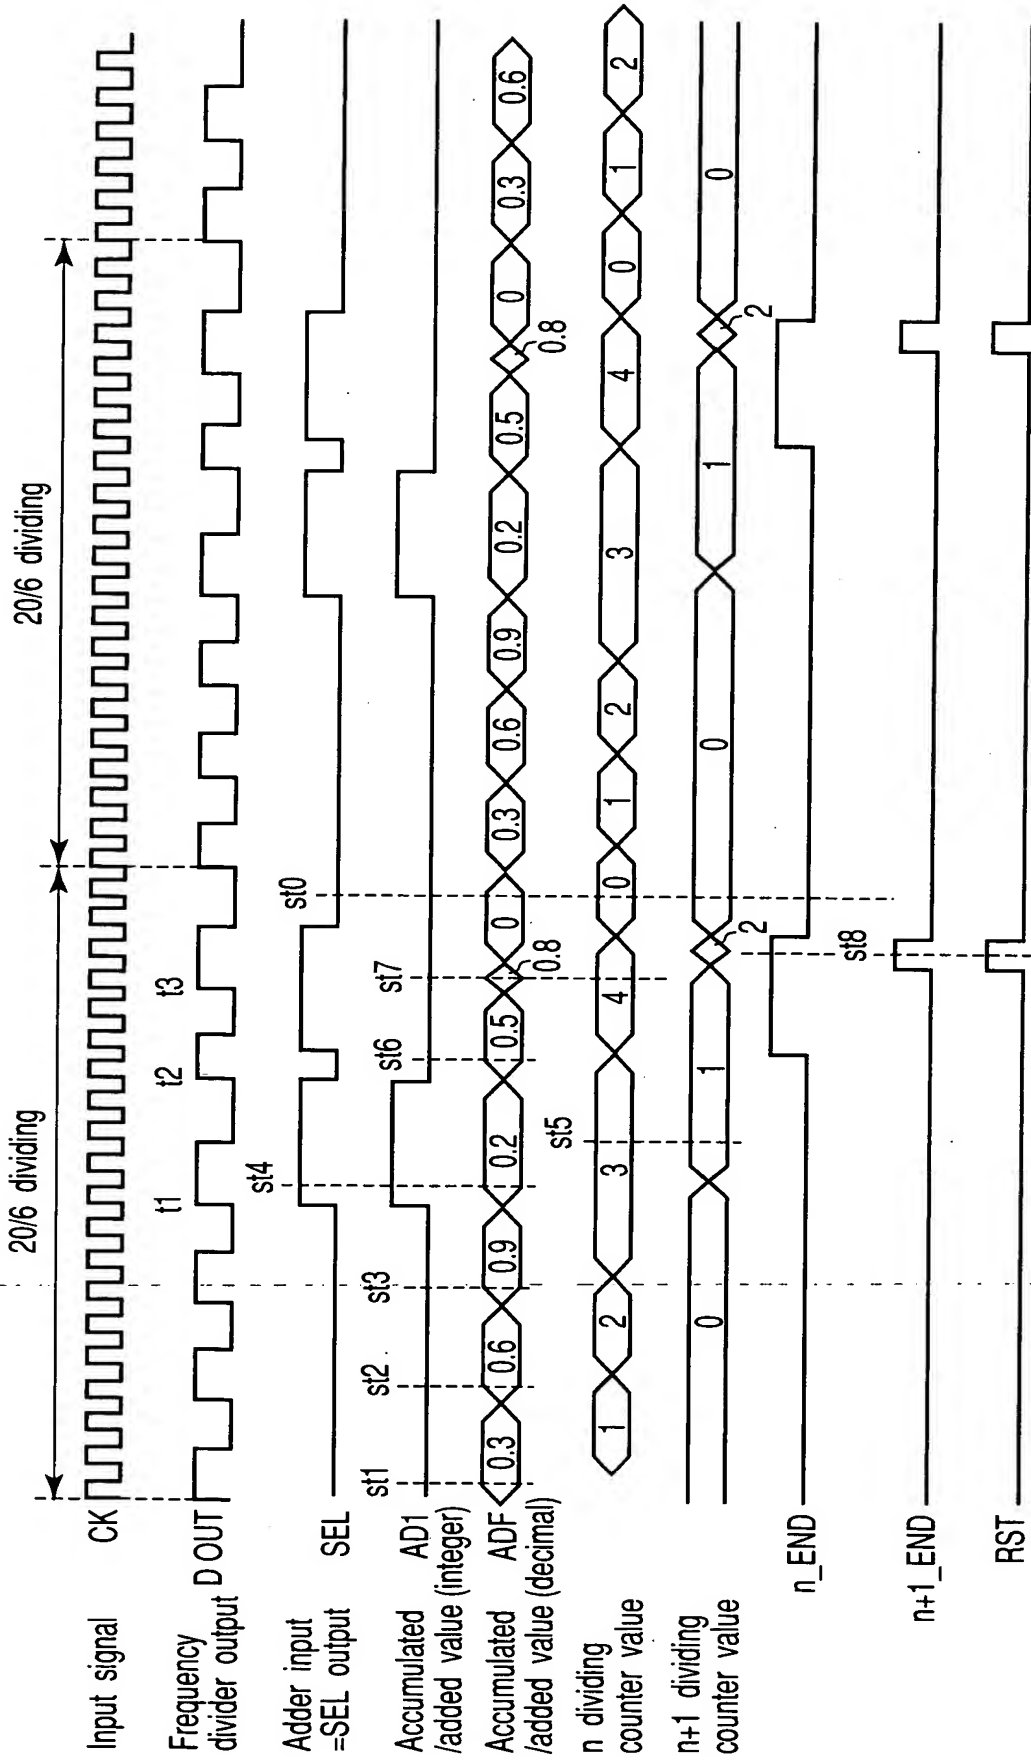 20/6 dividing
20/6 dividing
Input signal
CK
Frequency
divider output
D OUT
t1
t2
t3
Adder input
=SEL output
SEL
st4
st0
Accumulated
/added value (integer)
AD1
st1
st2
st3
st6
st7
Accumulated
/added value (decimal)
ADF
0.3
0.6
0.9
0.2
0.5
0.8
0
0.3
0.6
0.9
0.2
0.5
0.8
0
0.3
0.6
n dividing
counter value
1
2
3
st5
4
0
1
2
3
4
0
1
2
n+1 dividing
counter value
0
1
2
0
1
2
0
n_END
st8
n+1_END
RST